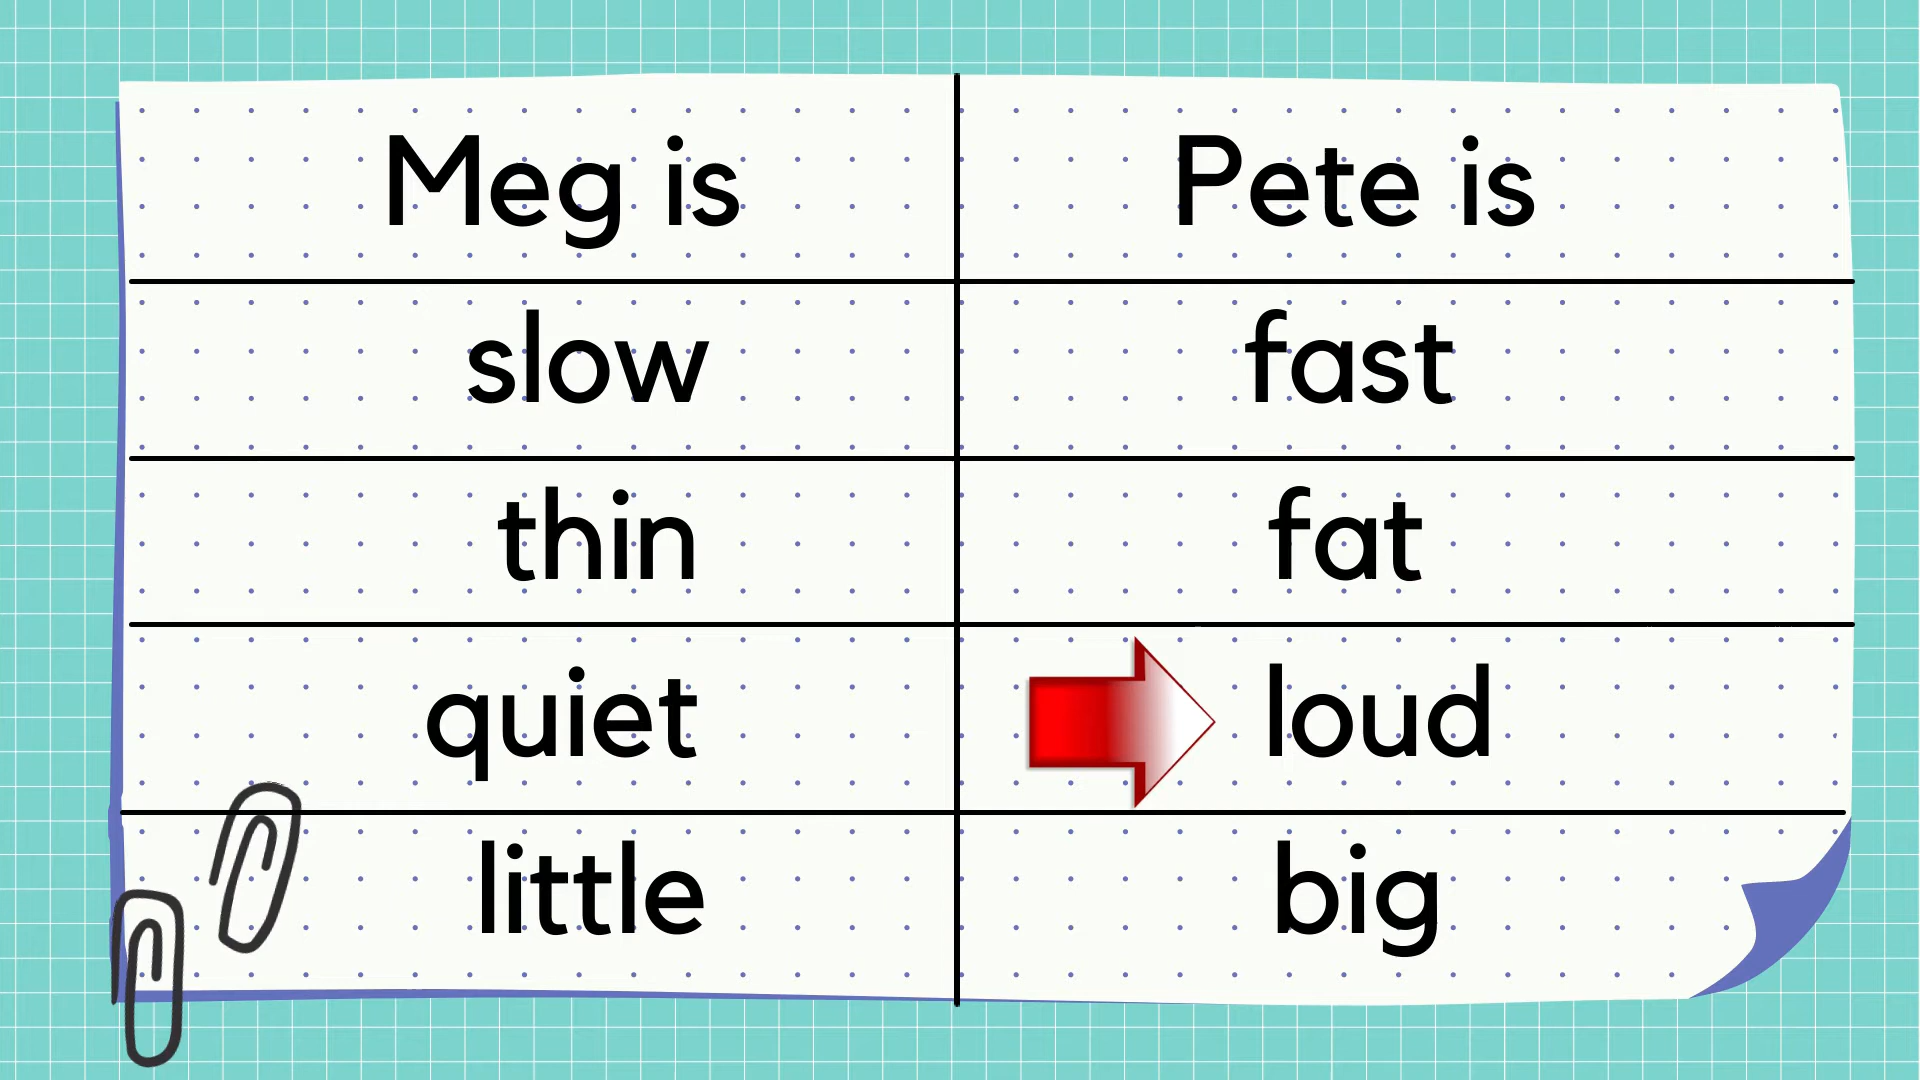 Meg is
Pete is
slow
fast
thin
fat
quiet
loud
little
big